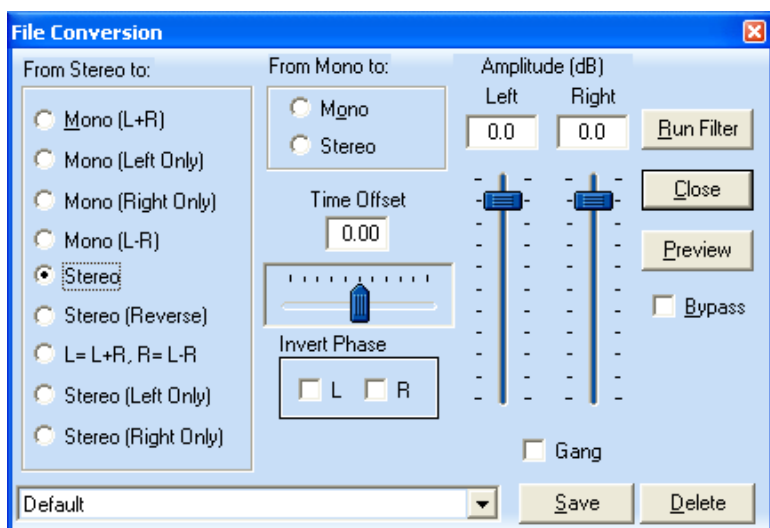 File Conversion
From Stereo to:
Mono (L+R)
Mono (Left Only)
Mono (Right Only)
Mono (L-R)
Stereo
Stereo (Reverse)
L= L+R, R= L-R
Stereo (Left Only)
Stereo (Right Only)
From Mono to:
Mono
Stereo
Time Offset
0.00
Invert Phase
L R
Amplitude (dB)
Left Right
0.0 0.0
Gang
Run Filter
Close
Preview
Bypass
Default
Save Delete